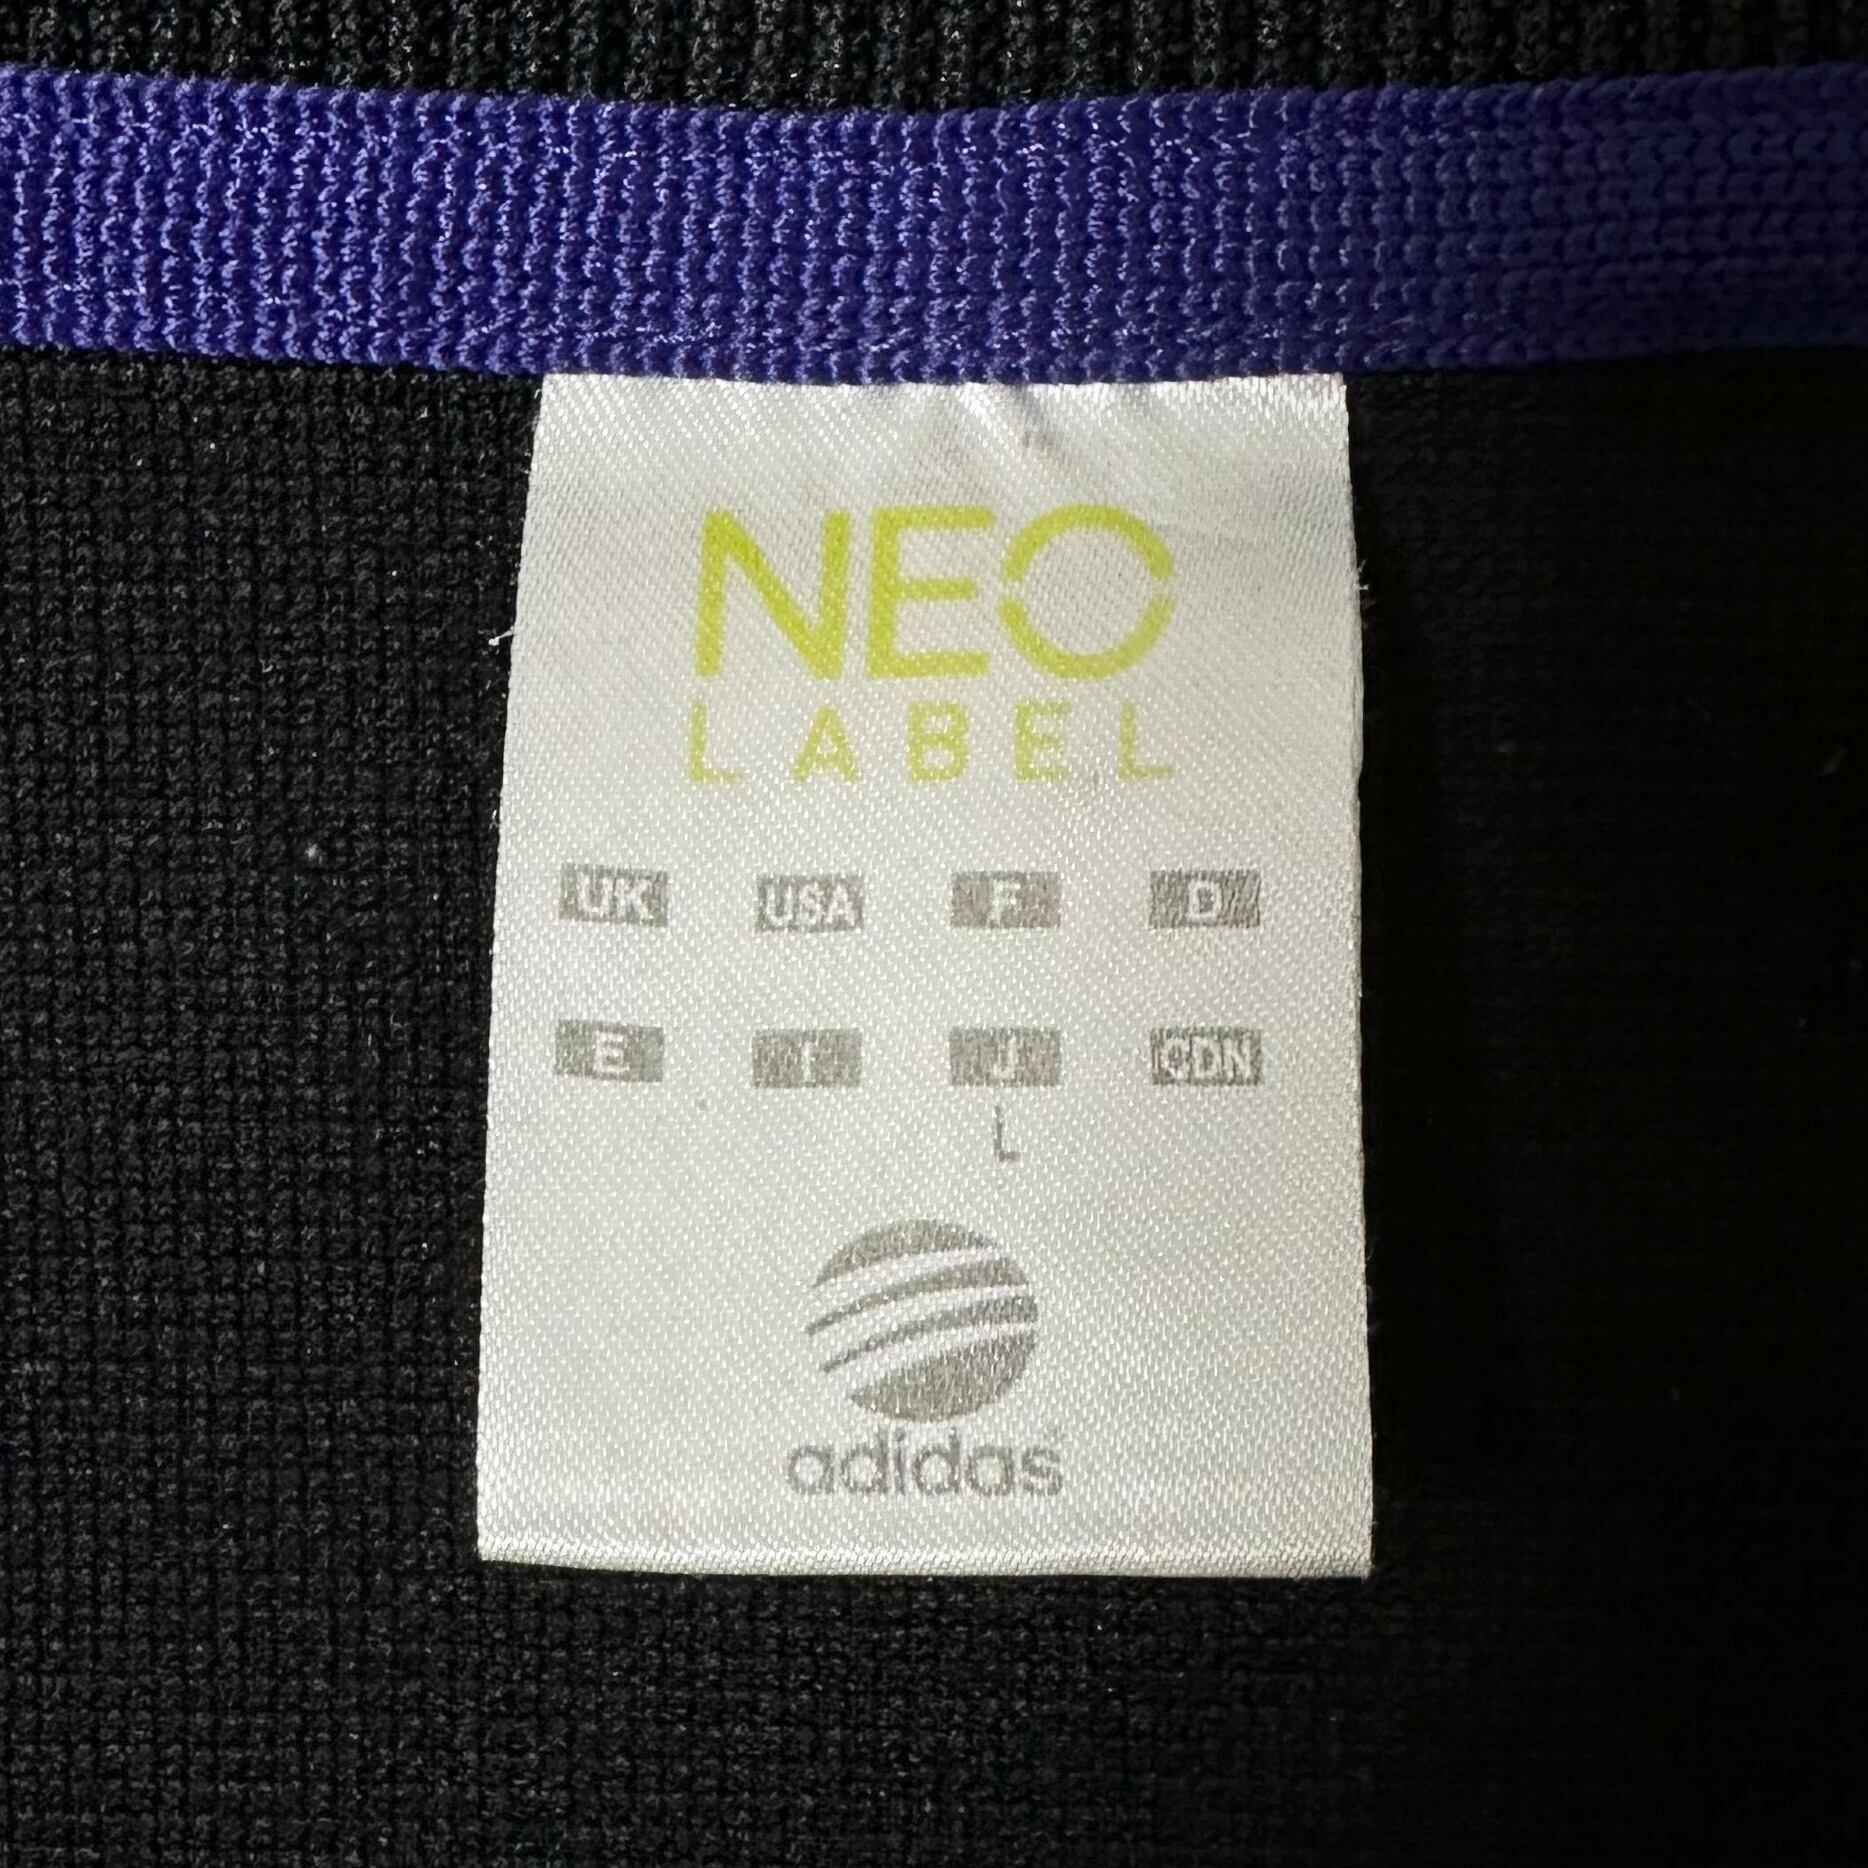 NEO
LABEL
UK USA F D
E I J CDN
L
adidas